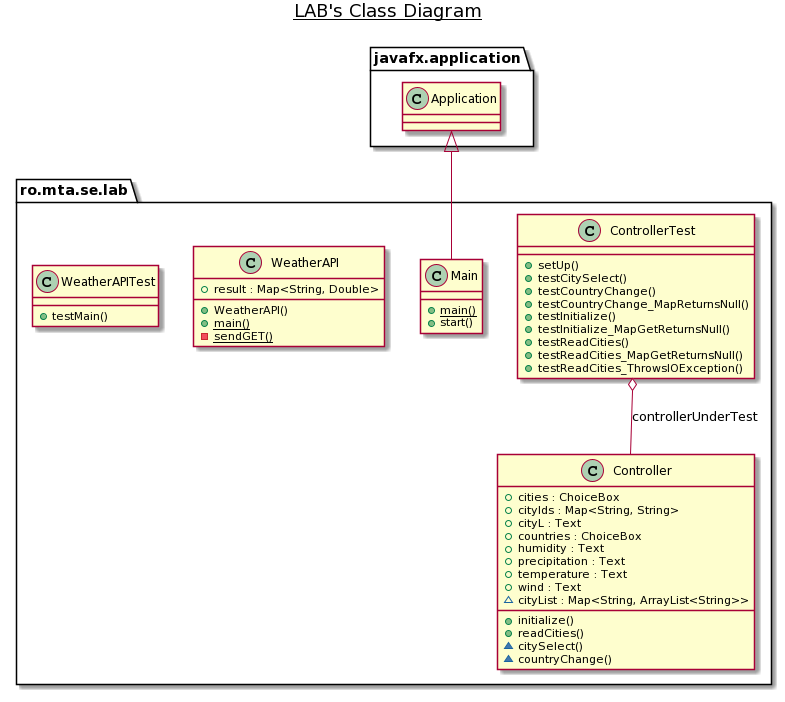 LAB's Class Diagram
javafx.application
C Application
ro.mta.se.lab
C WeatherAPITest
testMain()
C WeatherAPI
result : Map<String, Double>
WeatherAPI()
main()
sendGET()
C Main
main()
start()
C ControllerTest
setUp()
testCitySelect()
testCountryChange()
testCountryChange_MapReturnsNull()
testInitialize()
testInitialize_MapGetReturnsNull()
testReadCities()
testReadCities_MapGetReturnsNull()
testReadCities_ThrowsIOException()
controllerUnderTest
C Controller
cities : ChoiceBox
cityIds : Map<String, String>
cityL : Text
countries : ChoiceBox
humidity : Text
precipitation : Text
temperature : Text
wind : Text
cityList : Map<String, ArrayList<String>>
initialize()
readCities()
citySelect()
countryChange()